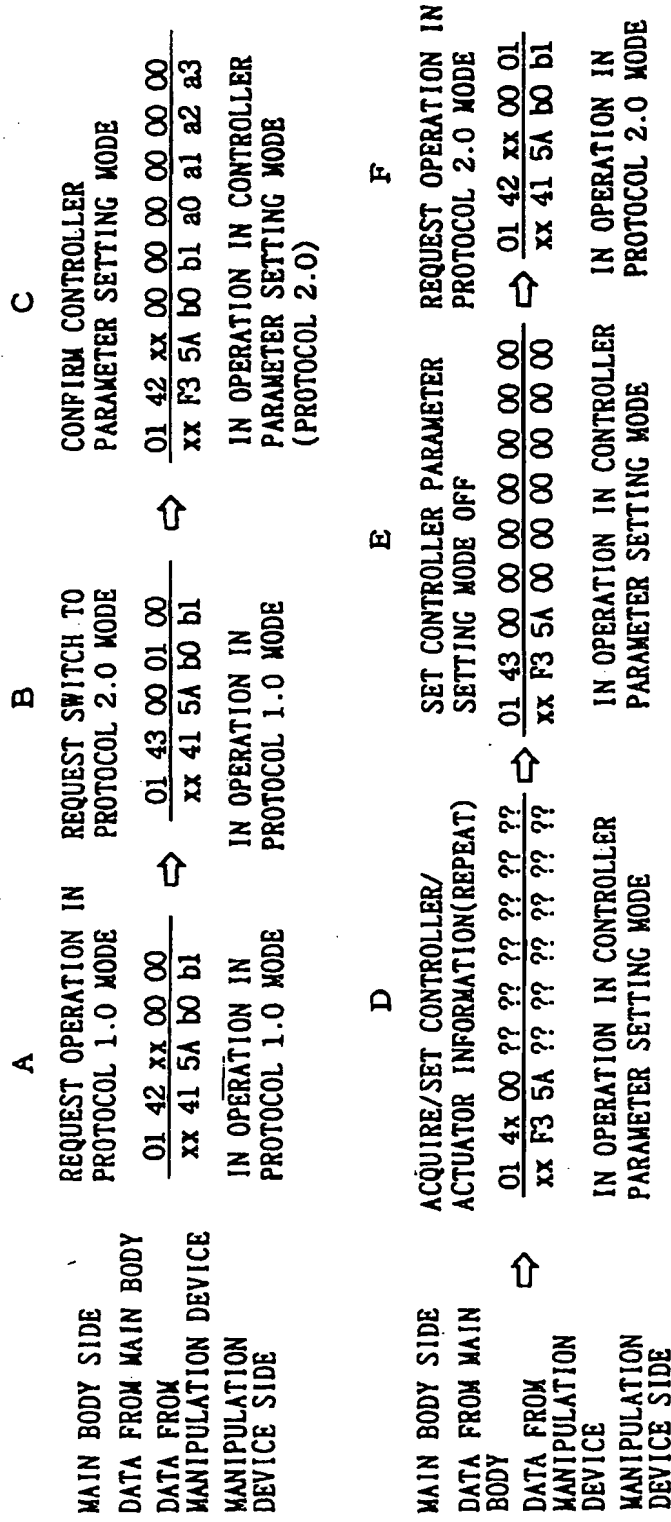 A
B
C
MAIN BODY SIDE
REQUEST OPERATION IN
PROTOCOL 1.0 MODE
REQUEST SWITCH TO
PROTOCOL 2.0 MODE
CONFIRM CONTROLLER
PARAMETER SETTING MODE
DATA FROM MAIN BODY
01 42 xx 00 00
01 43 00 01 00
01 42 xx 00 00 00 00 00 00
DATA FROM
MANIPULATION DEVICE
xx 41 5A b0 b1
xx 41 5A b0 b1
xx F3 5A b0 b1 a0 a1 a2 a3
MANIPULATION
DEVICE SIDE
IN OPERATION IN
PROTOCOL 1.0 MODE
IN OPERATION IN
PROTOCOL 1.0 MODE
IN OPERATION IN CONTROLLER
PARAMETER SETTING MODE
(PROTOCOL 2.0)
D
E
F
MAIN BODY SIDE
ACQUIRE/SET CONTROLLER/
ACTUATOR INFORMATION(REPEAT)
SET CONTROLLER PARAMETER
SETTING MODE OFF
REQUEST OPERATION IN
PROTOCOL 2.0 MODE
DATA FROM MAIN
BODY
01 4x 00 ?? ?? ?? ?? ?? ??
01 43 00 00 00 00 00 00 00
01 42 xx 00 01
DATA FROM
MANIPULATION
DEVICE
xx F3 5A ?? ?? ?? ?? ?? ??
xx F3 5A 00 00 00 00 00 00
xx 41 5A b0 b1
MANIPULATION
DEVICE SIDE
IN OPERATION IN CONTROLLER
PARAMETER SETTING MODE
IN OPERATION IN CONTROLLER
PARAMETER SETTING MODE
IN OPERATION IN
PROTOCOL 2.0 MODE